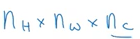 n_H × n_W × n_C